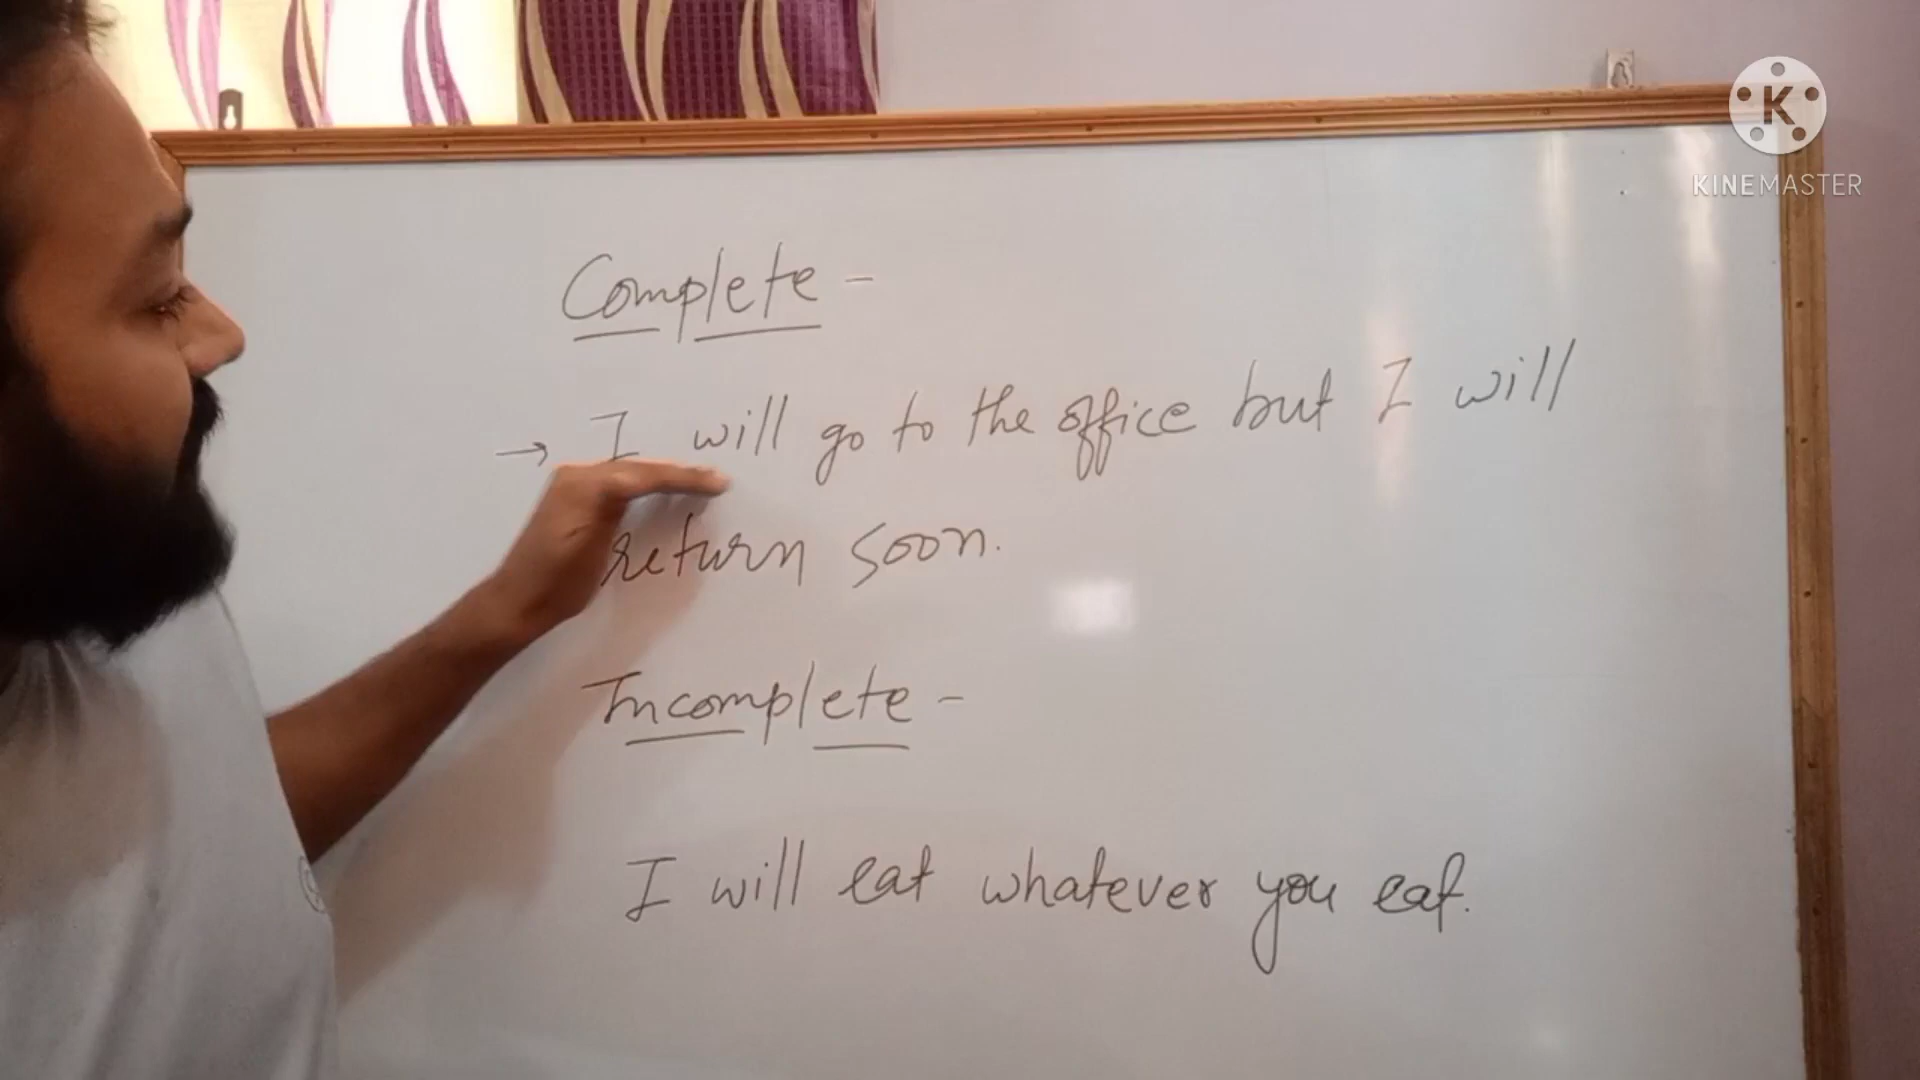 K
KINEMASTER
Complete -
→ I will go to the office but I will
return soon.
Incomplete -
I will eat whatever you eat.